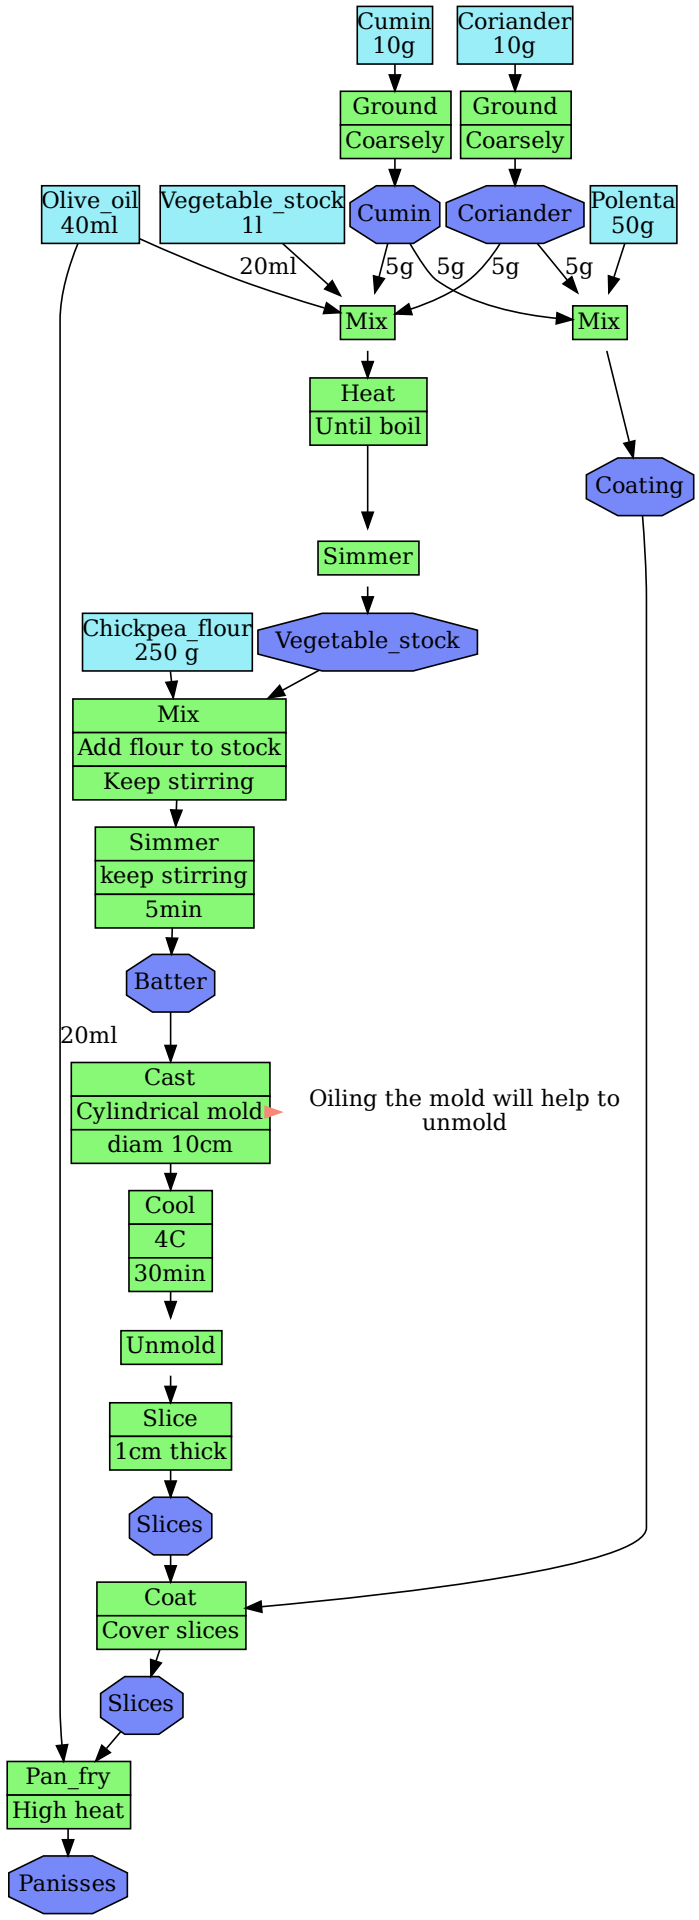 Cumin
10g
Coriander
10g
Ground
Coarsely
Ground
Coarsely
Olive_oil
40ml
Vegetable_stock
1l
Cumin
Coriander
Polenta
50g
20ml
5g
5g
5g
5g
Mix
Mix
Heat
Until boil
Coating
Simmer
Chickpea_flour
250 g
Vegetable_stock
Mix
Add flour to stock
Keep stirring
Simmer
keep stirring
5min
Batter
20ml
Cast
Cylindrical mold
diam 10cm
Oiling the mold will help to
unmold
Cool
4C
30min
Unmold
Slice
1cm thick
Slices
Coat
Cover slices
Slices
Pan_fry
High heat
Panisses